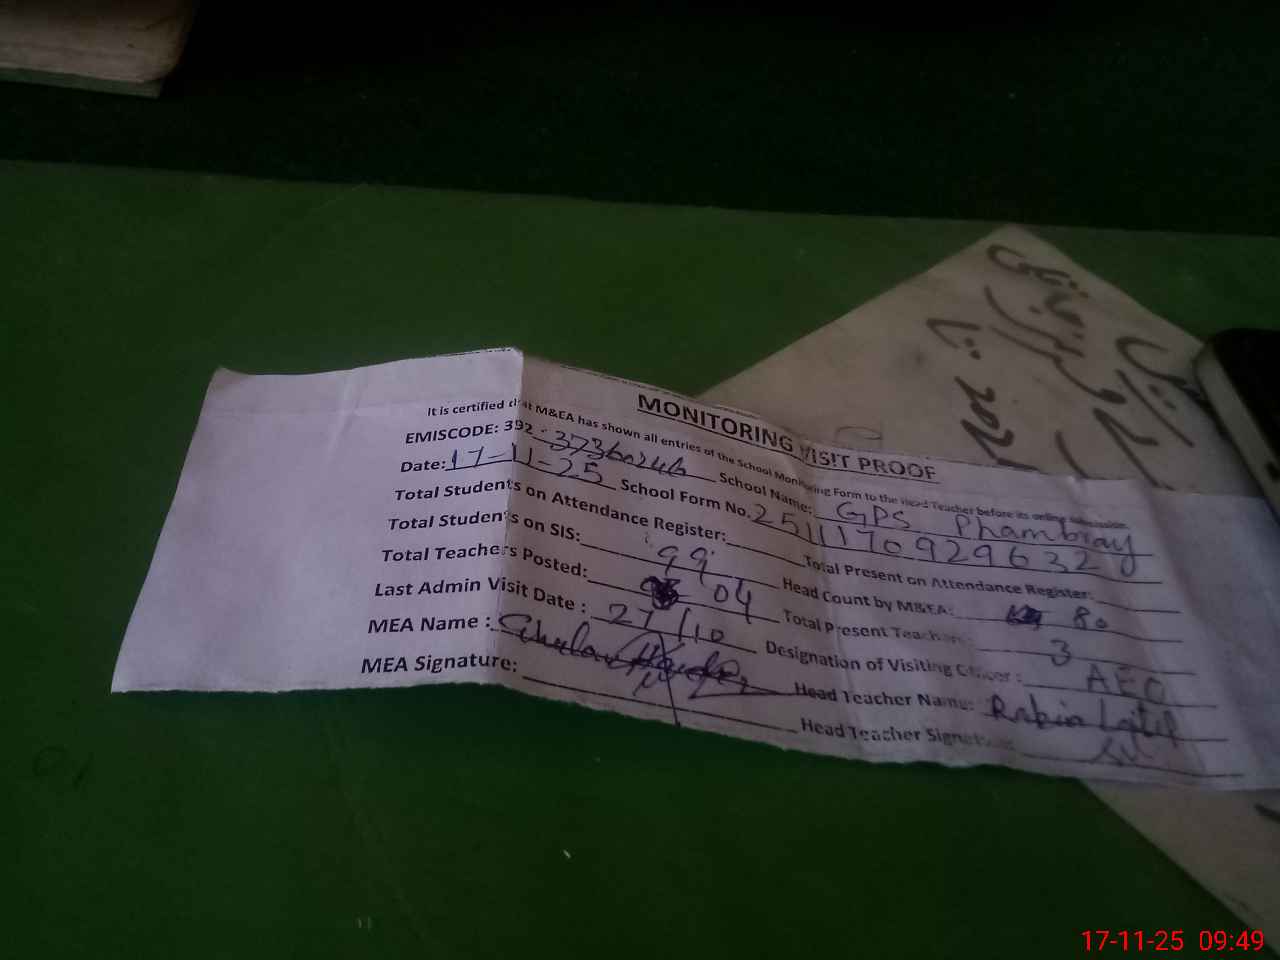 MONITORING VISIT PROOF
It is certified that M&EA has shown all entries of the School Monitoring Form to the Head Teacher before its online submission.
EMISCODE: 392 37360246 School Name: GPS Phambray
Date: 17-11-25 School Form No. 2511170929632
Total Students on Attendance Register: Total Present on Attendance Register:
Total Students on SIS: 99 Head Count by M&EA: 80
Total Teachers Posted: 04 Total Present Teachers: 3
Last Admin Visit Date : 27/10 Designation of Visiting Officer : AEO
MEA Name : Ghulam Head Teacher Name: Rabia Latif
MEA Signature: Head Teacher Signature:
17-11-25 09:49